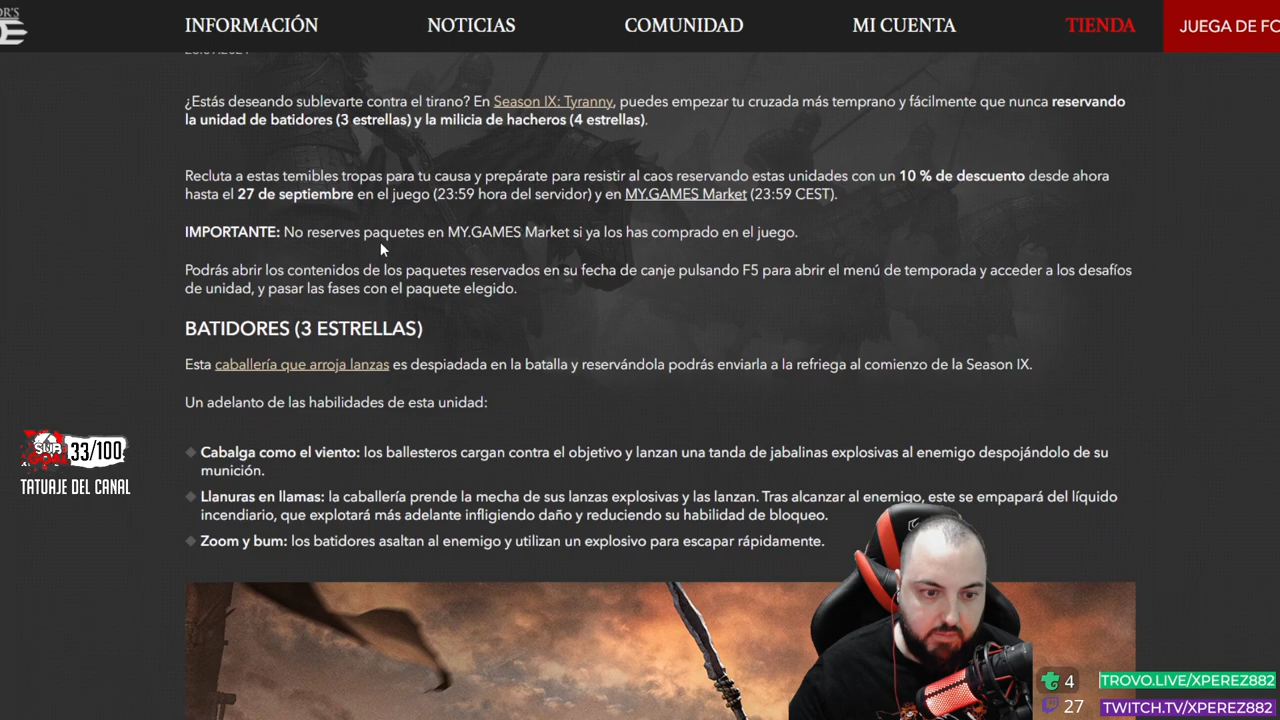 INFORMACIÓN NOTICIAS COMUNIDAD MI CUENTA TIENDA JUEGA DE FO
¿Estás deseando sublevarte contra el tirano? En Season IX: Tyranny, puedes empezar tu cruzada más temprano y fácilmente que nunca reservando
la unidad de batidores (3 estrellas) y la milicia de hacheros (4 estrellas).
Recluta a estas temibles tropas para tu causa y prepárate para resistir al caos reservando estas unidades con un 10 % de descuento desde ahora
hasta el 27 de septiembre en el juego (23:59 hora del servidor) y en MY.GAMES Market (23:59 CEST).
IMPORTANTE: No reserves paquetes en MY.GAMES Market si ya los has comprado en el juego.
Podrás abrir los contenidos de los paquetes reservados en su fecha de canje pulsando F5 para abrir el menú de temporada y acceder a los desafíos
de unidad, y pasar las fases con el paquete elegido.
BATIDORES (3 ESTRELLAS)
Esta caballería que arroja lanzas es despiadada en la batalla y reservándola podrás enviarla a la refriega al comienzo de la Season IX.
Un adelanto de las habilidades de esta unidad:
Cabalga como el viento: los ballesteros cargan contra el objetivo y lanzan una tanda de jabalinas explosivas al enemigo despojándolo de su
munición.
Llanuras en llamas: la caballería prende la mecha de sus lanzas explosivas y las lanzan. Tras alcanzar al enemigo, este se empapará del líquido
incendiario, que explotará más adelante infligiendo daño y reduciendo su habilidad de bloqueo.
Zoom y bum: los batidores asaltan al enemigo y utilizan un explosivo para escapar rápidamente.
SUB
GOAL 33/100
TATUAJE DEL CANAL
4 TROVO.LIVE/XPEREZ882
27 TWITCH.TV/XPEREZ882